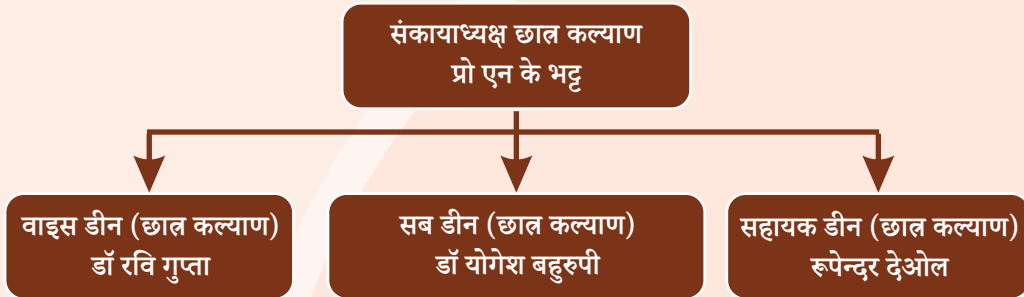 संकायाध्यक्ष छात्र कल्याण
प्रो एन के भट्ट
वाइस डीन (छात्र कल्याण)
डॉ रवि गुप्ता
सब डीन (छात्र कल्याण)
डॉ योगेश बहुरुपी
सहायक डीन (छात्र कल्याण)
रूपेन्दर देओल